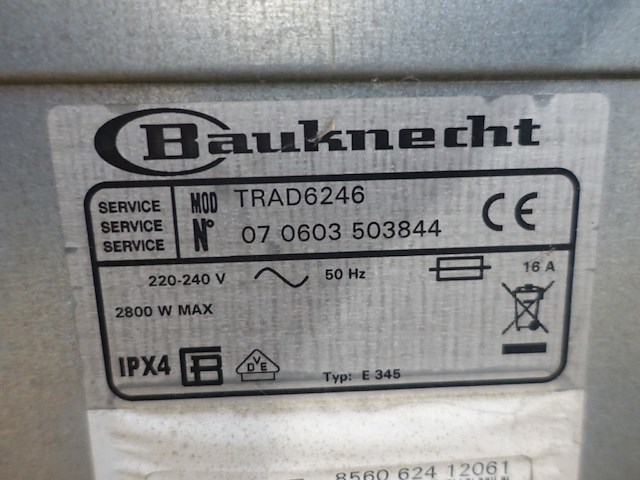 Bauknecht
SERVICE MOD TRAD6246
SERVICE
SERVICE N° 07 0603 503844
CE
220-240 V 50 Hz 16 A
2800 W MAX
IPX4 DVE
Typ: E 345
8560 624 12061